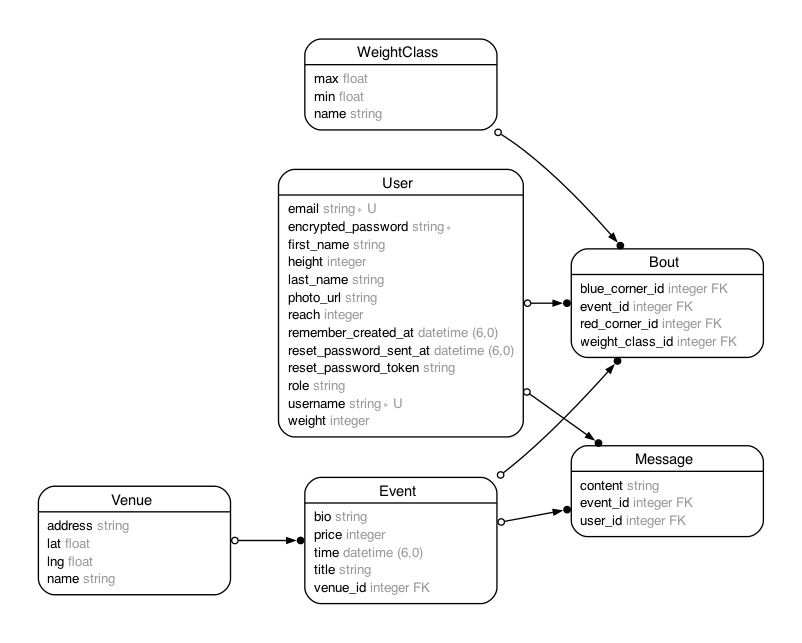 WeightClass
max float
min float
name string
User
email string∗ U
encrypted_password string∗
first_name string
height integer
last_name string
photo_url string
reach integer
remember_created_at datetime (6,0)
reset_password_sent_at datetime (6,0)
reset_password_token string
role string
username string∗ U
weight integer
Bout
blue_corner_id integer FK
event_id integer FK
red_corner_id integer FK
weight_class_id integer FK
Message
content string
event_id integer FK
user_id integer FK
Event
bio string
price integer
time datetime (6,0)
title string
venue_id integer FK
Venue
address string
lat float
lng float
name string